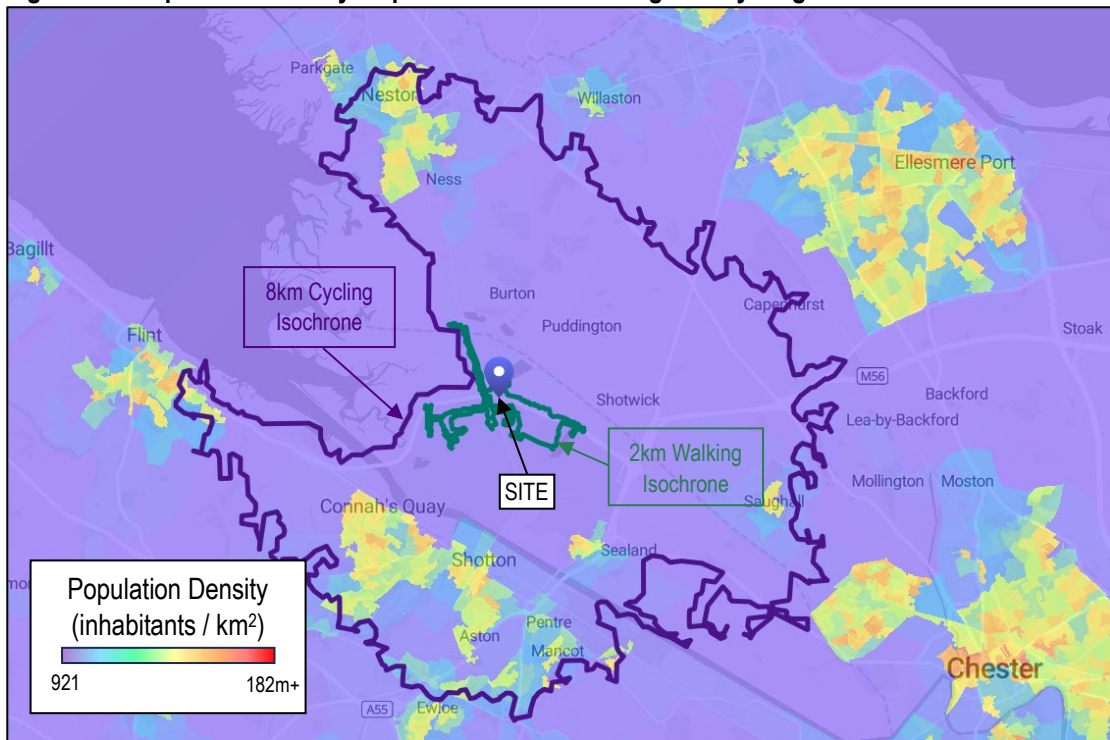 Parkgate
Neston
Willaston
Ellesmere Port
Ness
Bagillt
8km Cycling
Isochrone
Burton
Capenhurst
Puddington
Stoak
Flint
M56
Shotwick
Backford
Lea-by-Backford
2km Walking
Isochrone
SITE
Mollington
Moston
Saughall
Connah's Quay
Shotton
Sealand
Population Density
(inhabitants / km²)
921
182m+
Pentre
Aston
Mancot
Chester
A55
Ewloe